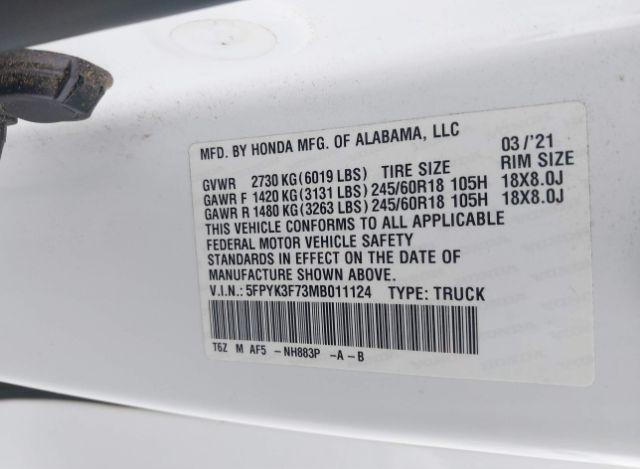 MFD. BY HONDA MFG. OF ALABAMA, LLC 03/'21
GVWR 2730 KG(6019 LBS) TIRE SIZE RIM SIZE
GAWR F 1420 KG(3131 LBS) 245/60R18 105H 18X8.0J
GAWR R 1480 KG(3263 LBS) 245/60R18 105H 18X8.0J
THIS VEHICLE CONFORMS TO ALL APPLICABLE
FEDERAL MOTOR VEHICLE SAFETY
STANDARDS IN EFFECT ON THE DATE OF
MANUFACTURE SHOWN ABOVE.
V.I.N.: 5FPYK3F73MB011124 TYPE: TRUCK
T6Z M AF5 -NH883P -A-B